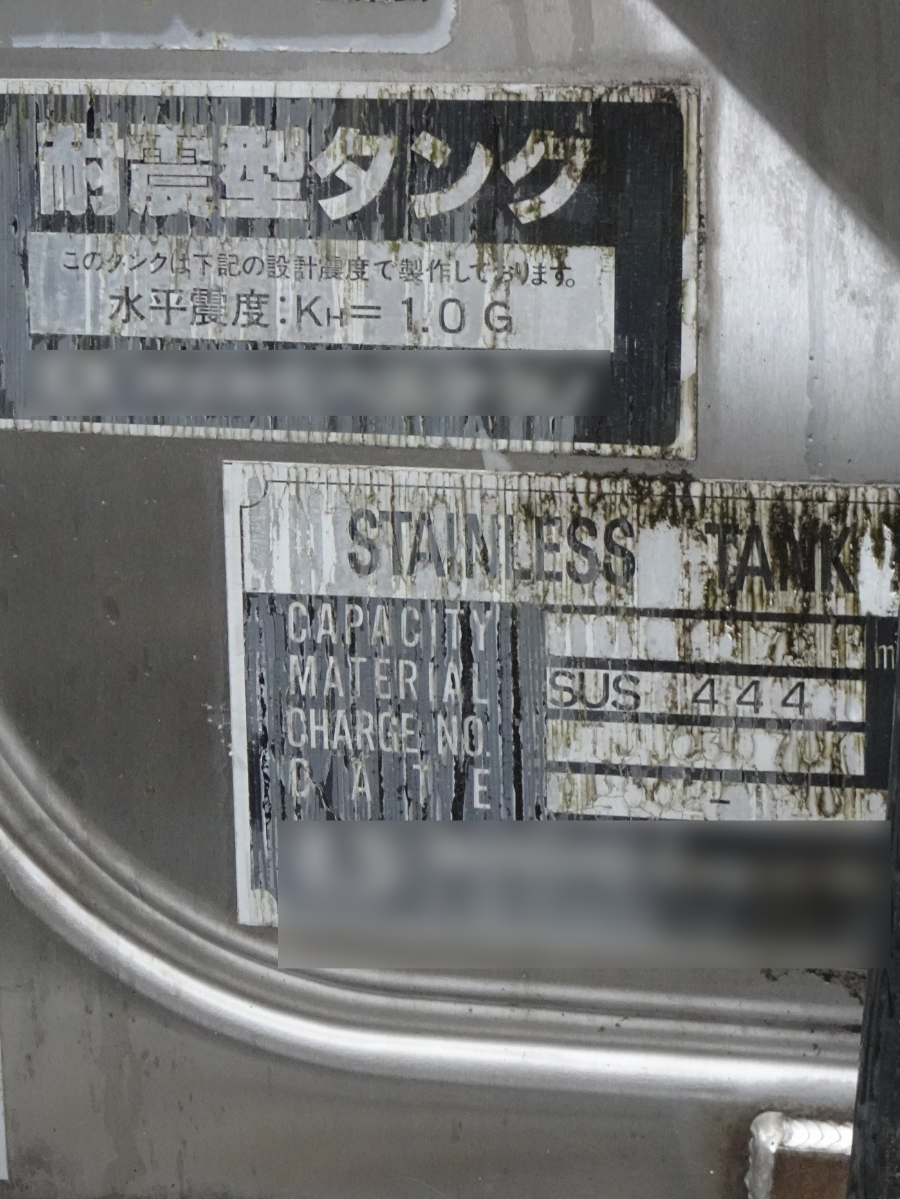 耐震型タンク
このタンクは下記の設計震度で製作しております。
水平震度:KH= 1.0 G
STAINLESS TANK
CAPACITY
MATERIAL SUS 444
CHARGE NO.
DATE